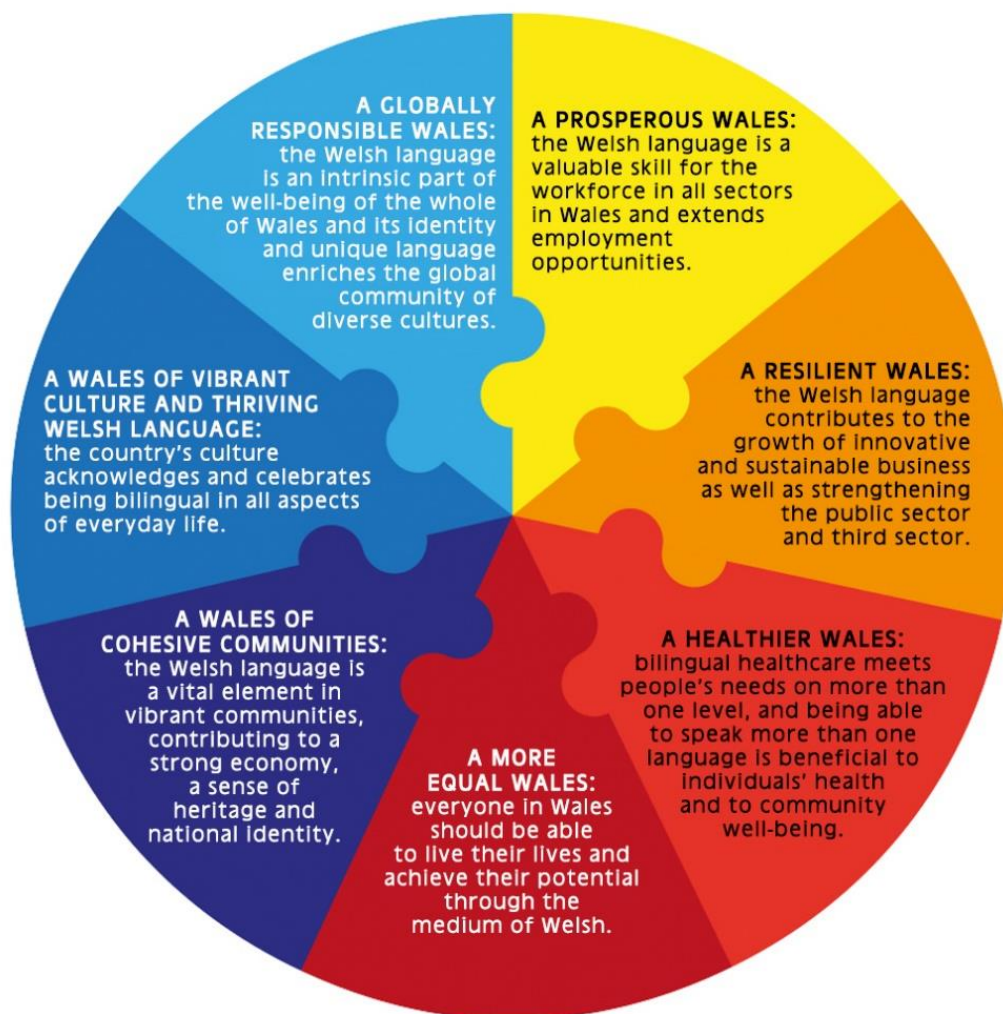 A PROSPEROUS WALES:
the Welsh language is a
valuable skill for the
workforce in all sectors
in Wales and extends
employment
opportunities.
A RESILIENT WALES:
the Welsh language
contributes to the
growth of innovative
and sustainable business
as well as strengthening
the public sector
and third sector.
A HEALTHIER WALES:
bilingual healthcare meets
people's needs on more than
one level, and being able
to speak more than one
language is beneficial to
individuals' health
and to community
well-being.
A MORE
EQUAL WALES:
everyone in Wales
should be able
to live their lives and
achieve their potential
through the
medium of Welsh.
A WALES OF
COHESIVE COMMUNITIES:
the Welsh language is
a vital element in
vibrant communities,
contributing to a
strong economy,
a sense of
heritage and
national identity.
A WALES OF VIBRANT
CULTURE AND THRIVING
WELSH LANGUAGE:
the country's culture
acknowledges and celebrates
being bilingual in all aspects
of everyday life.
A GLOBALLY
RESPONSIBLE WALES:
the Welsh language
is an intrinsic part of
the well-being of the whole
of Wales and its identity
and unique language
enriches the global
community of
diverse cultures.